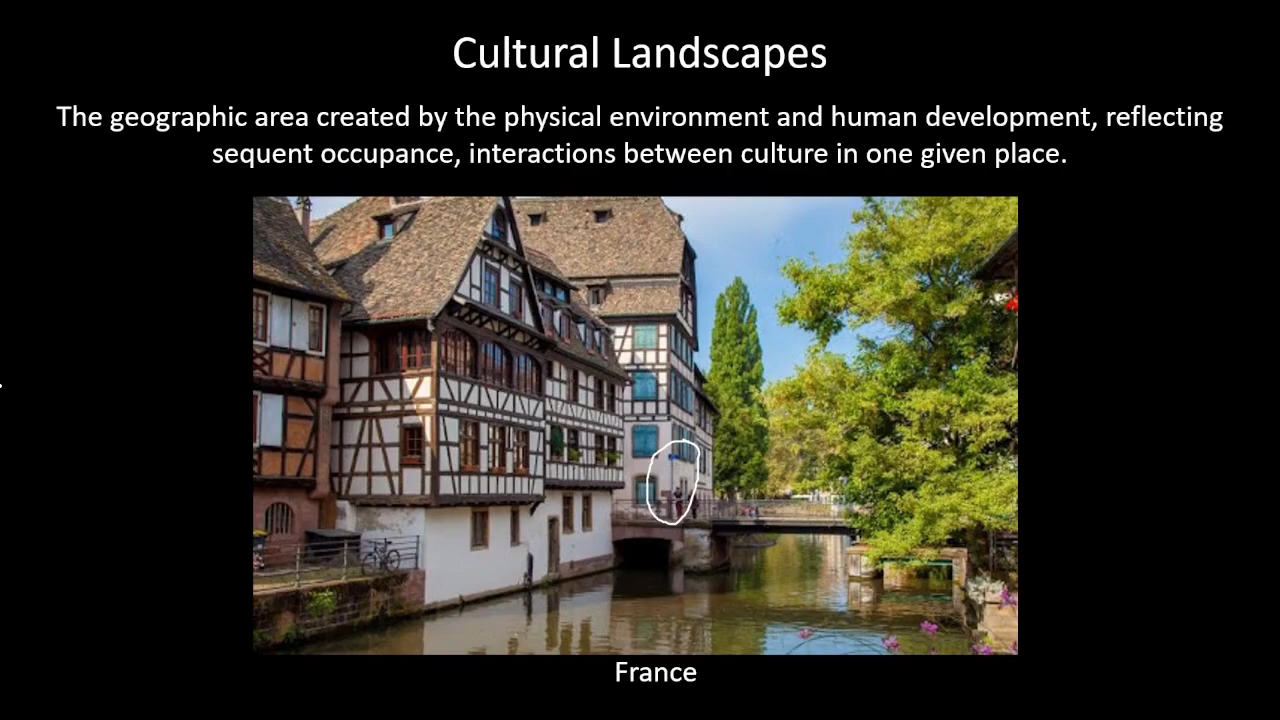 Cultural Landscapes
The geographic area created by the physical environment and human development, reflecting
sequent occupance, interactions between culture in one given place.
France